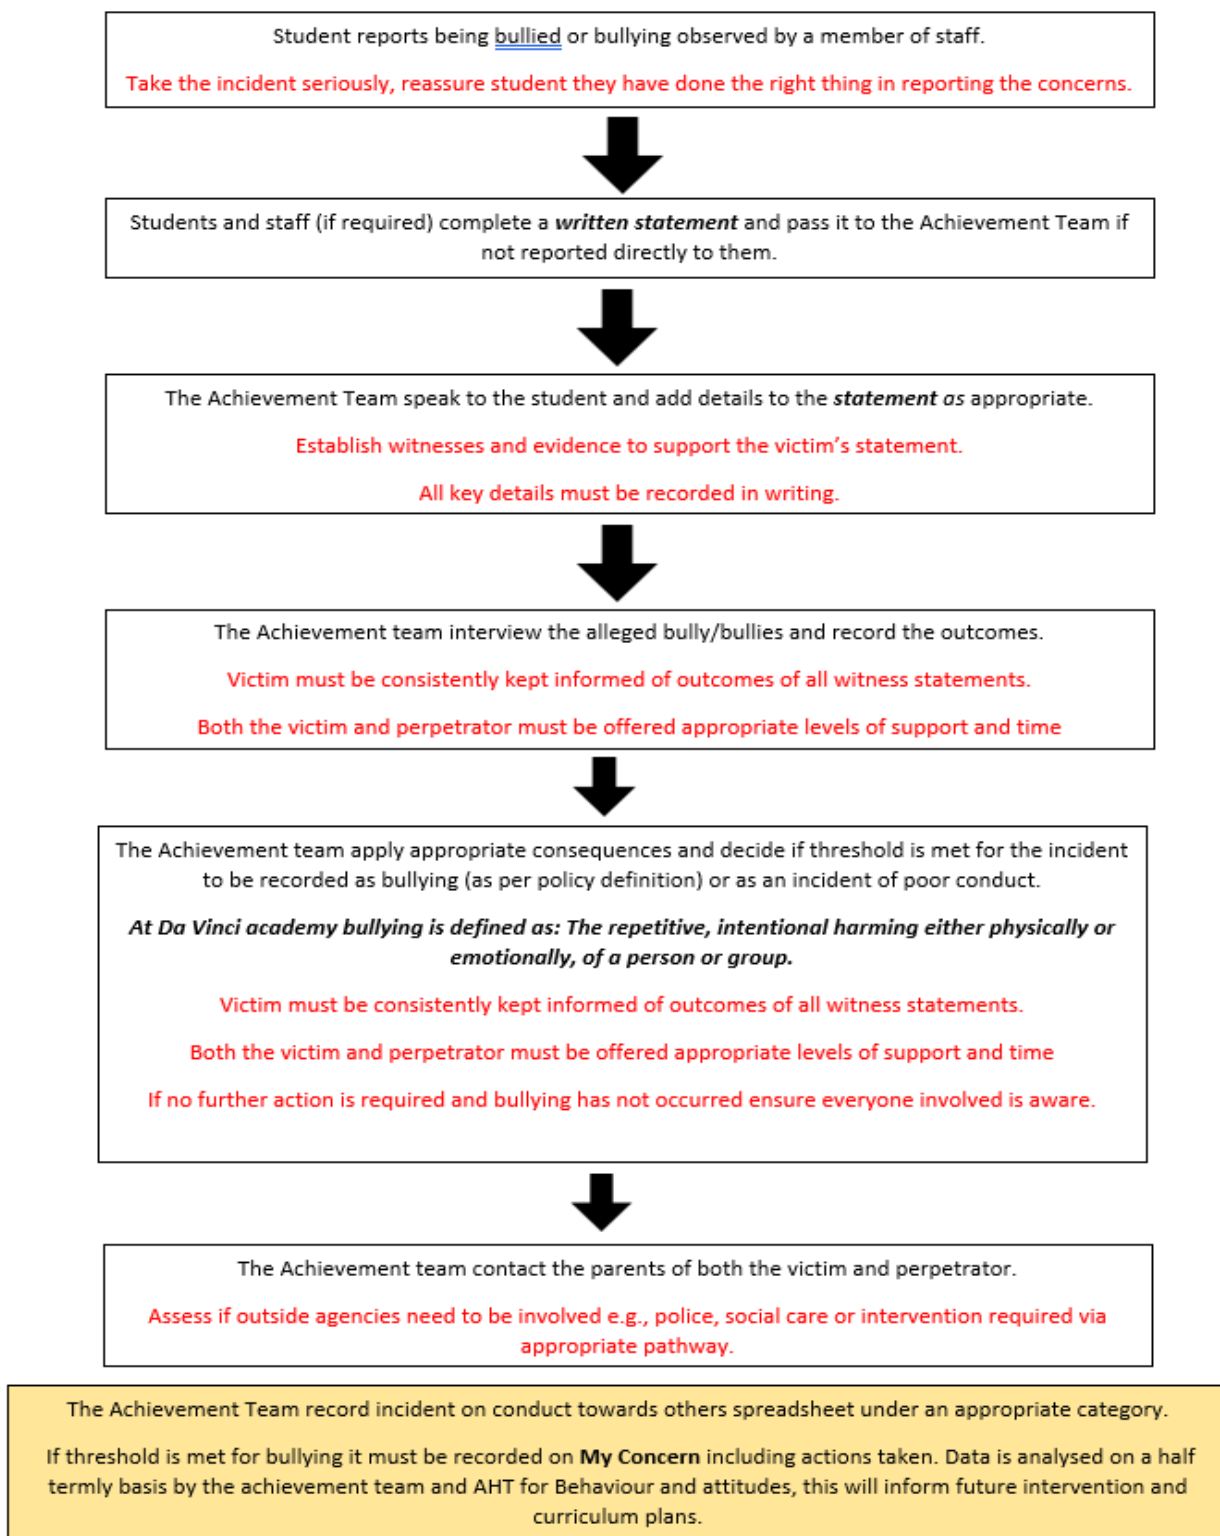 Student reports being bullied or bullying observed by a member of staff.
Take the incident seriously, reassure student they have done the right thing in reporting the concerns.
Students and staff (if required) complete a written statement and pass it to the Achievement Team if
not reported directly to them.
The Achievement Team speak to the student and add details to the statement as appropriate.
Establish witnesses and evidence to support the victim's statement.
All key details must be recorded in writing.
The Achievement team interview the alleged bully/bullies and record the outcomes.
Victim must be consistently kept informed of outcomes of all witness statements.
Both the victim and perpetrator must be offered appropriate levels of support and time
The Achievement team apply appropriate consequences and decide if threshold is met for the incident
to be recorded as bullying (as per policy definition) or as an incident of poor conduct.
At Da Vinci academy bullying is defined as: The repetitive, intentional harming either physically or
emotionally, of a person or group.
Victim must be consistently kept informed of outcomes of all witness statements.
Both the victim and perpetrator must be offered appropriate levels of support and time
If no further action is required and bullying has not occurred ensure everyone involved is aware.
The Achievement team contact the parents of both the victim and perpetrator.
Assess if outside agencies need to be involved e.g., police, social care or intervention required via
appropriate pathway.
The Achievement Team record incident on conduct towards others spreadsheet under an appropriate category.
If threshold is met for bullying it must be recorded on My Concern including actions taken. Data is analysed on a half
termly basis by the achievement team and AHT for Behaviour and attitudes, this will inform future intervention and
curriculum plans.